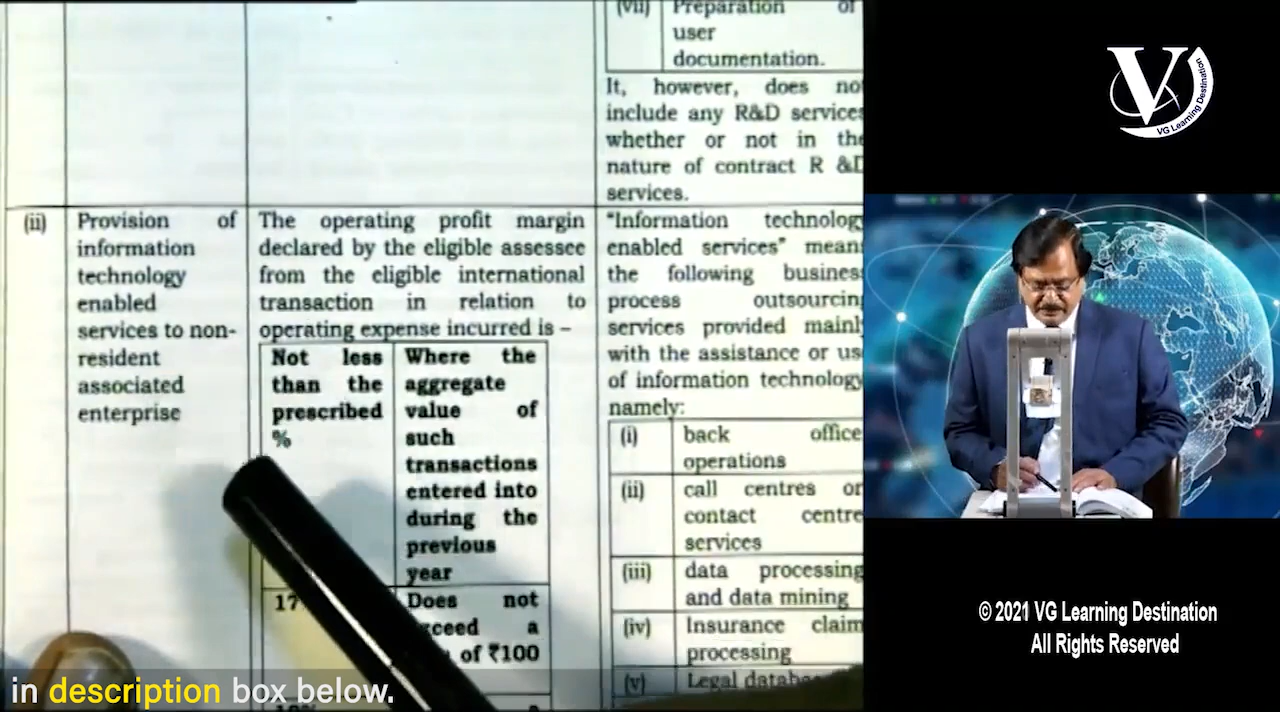 (vii) Preparation of
user
documentation.
It, however, does not
include any R&D services
whether or not in the
nature of contract R &D
services.
(ii)
Provision of
information
technology
enabled
services to non-
resident
associated
enterprise
The operating profit margin
declared by the eligible assessee
from the eligible international
transaction in relation to
operating expense incurred is –
Not less
than the
prescribed
%
Where the
aggregate
value of
such
transactions
entered into
during the
previous
year
17
Does not
exceed a
of ₹100
"Information technology
enabled services" means
the following business
process outsourcing
services provided mainly
with the assistance or use
of information technology
namely:
(i) back office
operations
(ii) call centres or
contact centre
services
(iii) data processing
and data mining
(iv) Insurance claim
processing
(v) Legal database
in description box below.
V
VG Learning Destination
© 2021 VG Learning Destination
All Rights Reserved